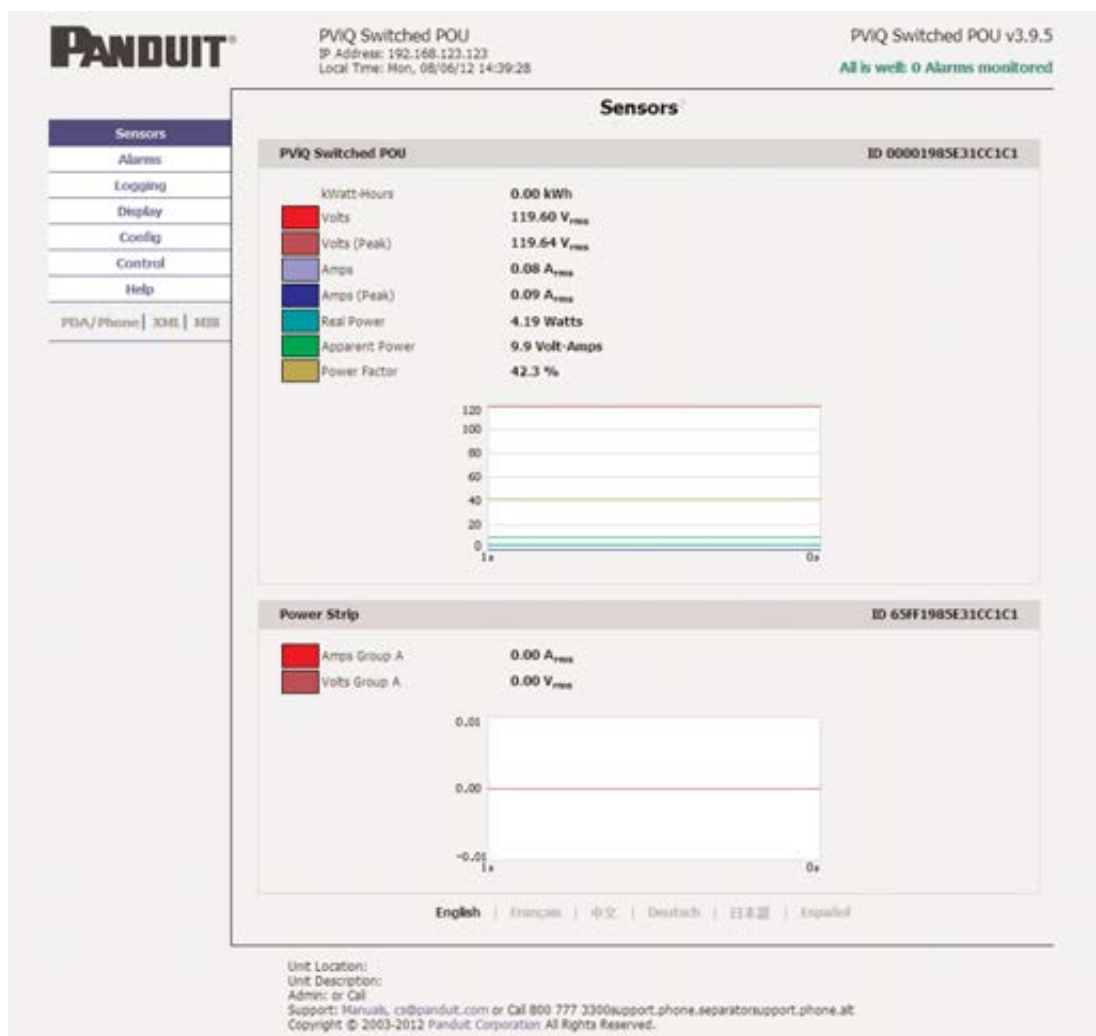 PANDUIT®
PViQ Switched POU
IP Address: 192.168.123.123
Local Time: Mon, 08/06/12 14:39:28
PViQ Switched POU v3.9.5
All is well: 0 Alarms monitored
Sensors
Sensors
Alarms
Logging
Display
Config
Control
Help
PDA/Phone| XML| MIB
PViQ Switched POU ID 00001985E31CC1C1
kWatt-Hours 0.00 kWh
Volts 119.60 Vrms
Volts (Peak) 119.64 Vrms
Amps 0.08 Arms
Amps (Peak) 0.09 Arms
Real Power 4.19 Watts
Apparent Power 9.9 Volt-Amps
Power Factor 42.3 %
120
100
80
60
40
20
0
1s 0s
Power Strip ID 65FF1985E31CC1C1
Amps Group A 0.00 Arms
Volts Group A 0.00 Vrms
0.01
0.00
-0.01
1s 0s
English | Français | 中文 | Deutsch | 日本語 | Español
Unit Location:
Unit Description:
Admin: or Call
Support: Manuals, cs@panduit.com or Call 800 777 3300support.phone.separatorsupport.phone.alt
Copyright © 2003-2012 Panduit Corporation All Rights Reserved.